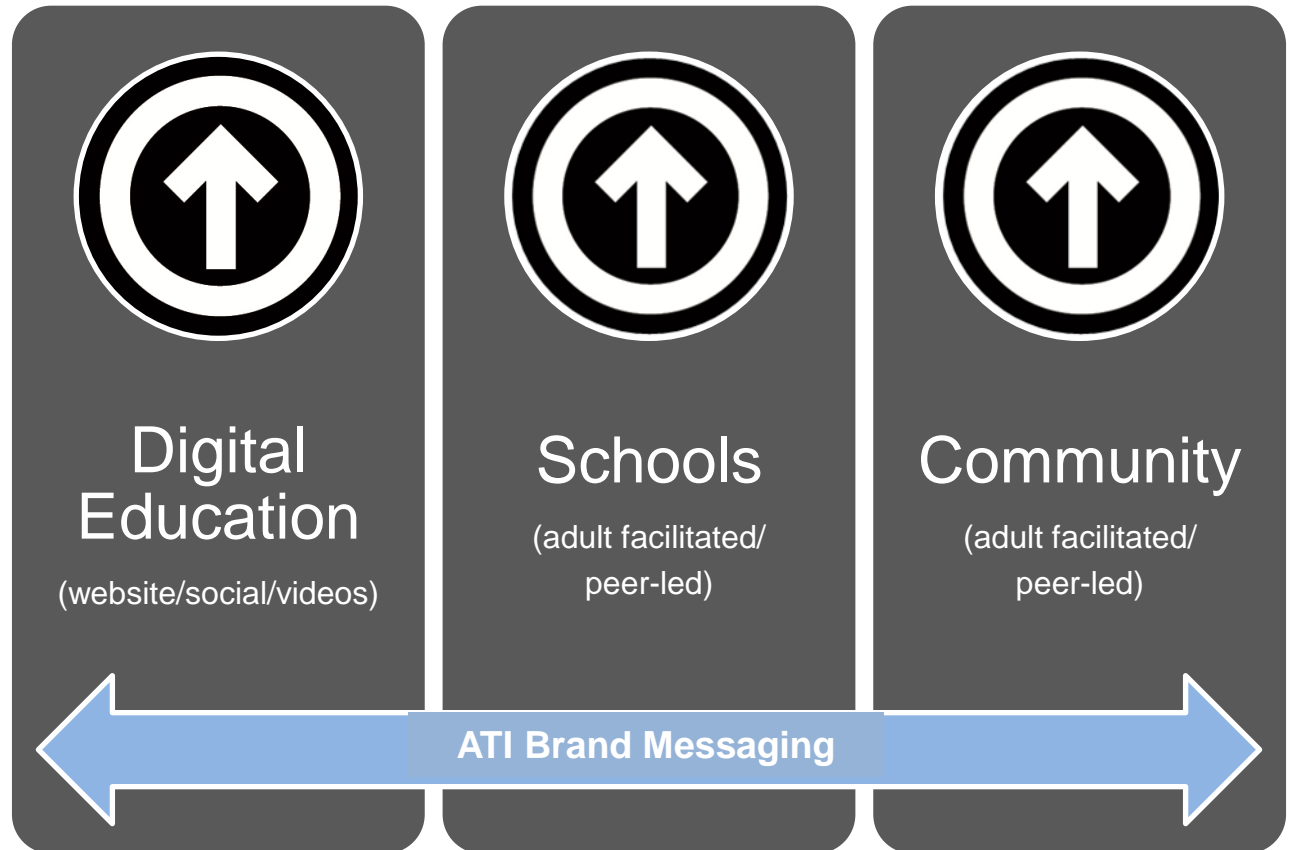 Digital
Education
(website/social/videos)
Schools
(adult facilitated/
peer-led)
Community
(adult facilitated/
peer-led)
ATI Brand Messaging